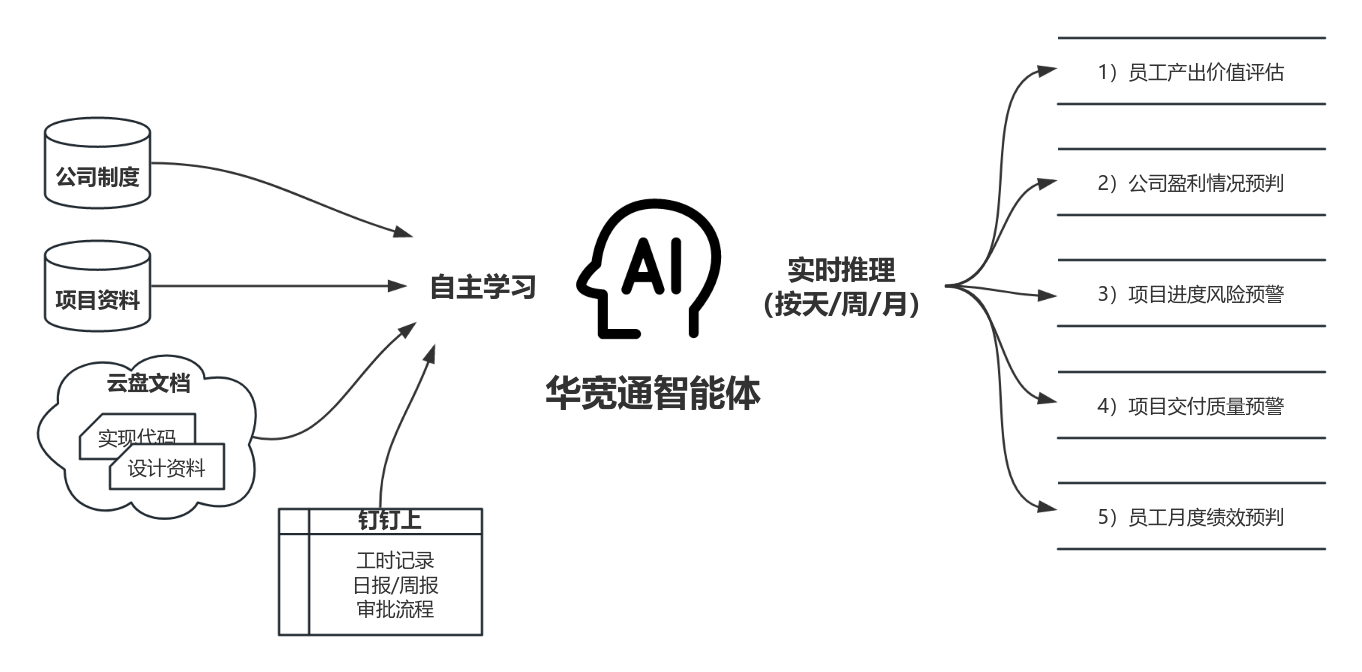 公司制度
项目资料
云盘文档
实现代码
设计资料
钉钉上
工时记录
日报/周报
审批流程
自主学习
AI
华宽通智能体
实时推理
（按天/周/月）
1）员工产出价值评估
2）公司盈利情况预判
3）项目进度风险预警
4）项目交付质量预警
5）员工月度绩效预判